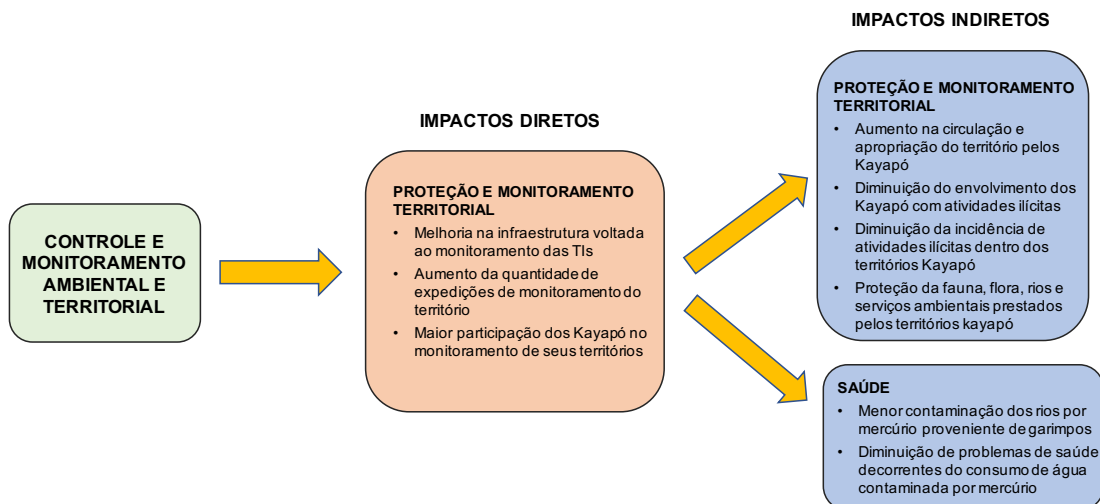 CONTROLE E
MONITORAMENTO
AMBIENTAL E
TERRITORIAL
IMPACTOS DIRETOS
PROTEÇÃO E MONITORAMENTO
TERRITORIAL
• Melhoria na infraestrutura voltada
ao monitoramento das TIs
• Aumento da quantidade de
expedições de monitoramento do
território
• Maior participação dos Kayapó no
monitoramento de seus territórios
IMPACTOS INDIRETOS
PROTEÇÃO E MONITORAMENTO
TERRITORIAL
• Aumento na circulação e
apropriação do território pelos
Kayapó
• Diminuição do envolvimento dos
Kayapó com atividades ilícitas
• Diminuição da incidência de
atividades ilícitas dentro dos
territórios Kayapó
• Proteção da fauna, flora, rios e
serviços ambientais prestados
pelos territórios kayapó
SAÚDE
• Menor contaminação dos rios por
mercúrio proveniente de garimpos
• Diminuição de problemas de saúde
decorrentes do consumo de água
contaminada por mercúrio